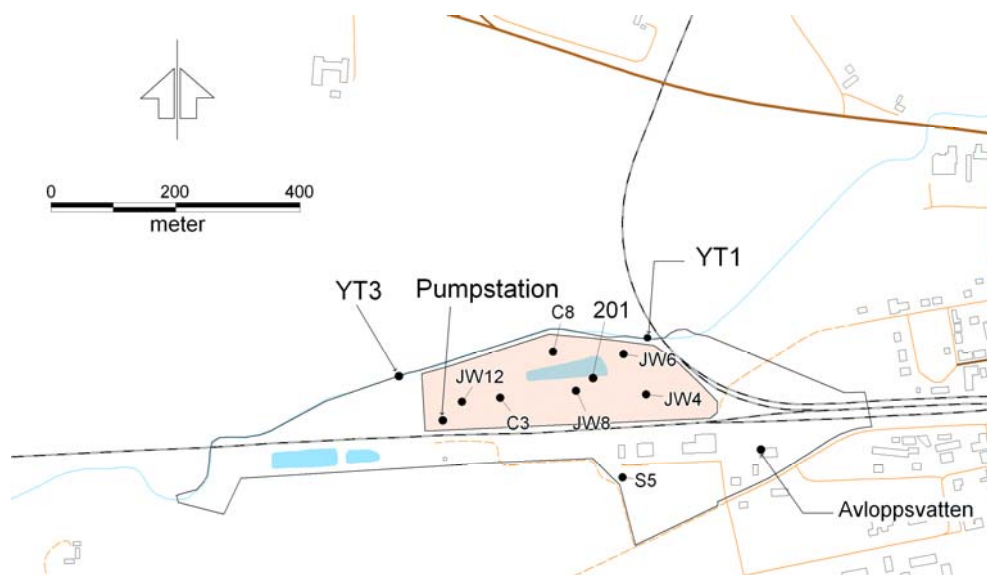 0 200 400
meter
YT1
YT3
Pumpstation
201
C8
JW6
JW12
JW4
C3
JW8
S5
Avloppsvatten